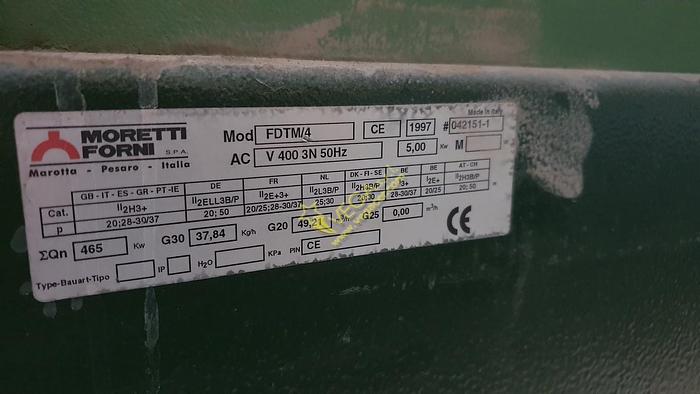 MORETTI
FORNI
S.P.A.
Marotta - Pesaro - Italia
Made in Italy
Mod FDTM/4 CE 1997 # 042151-1
AC V 400 3N 50Hz 5,00 Kw M
GB - IT - ES - GR - PT - IE DE FR NL DK - FI - SE BE BE AT - CH
Cat. II2H3+ II2ELL3B/P II2E+3+ II2L3B/P II2H3B/P I3+ I2E+ II2H3B/P
p 20;28-30/37 20; 50 20/25;28-30/37 25;30 20;30 28-30/37 20/25 20; 50
ΣQn 465 Kw G30 37,84 Kg/h G20 49,21 m³/h G25 0,00 m³/h
CE
Type-Bauart-Tipo IP H2O KPa PIN CE